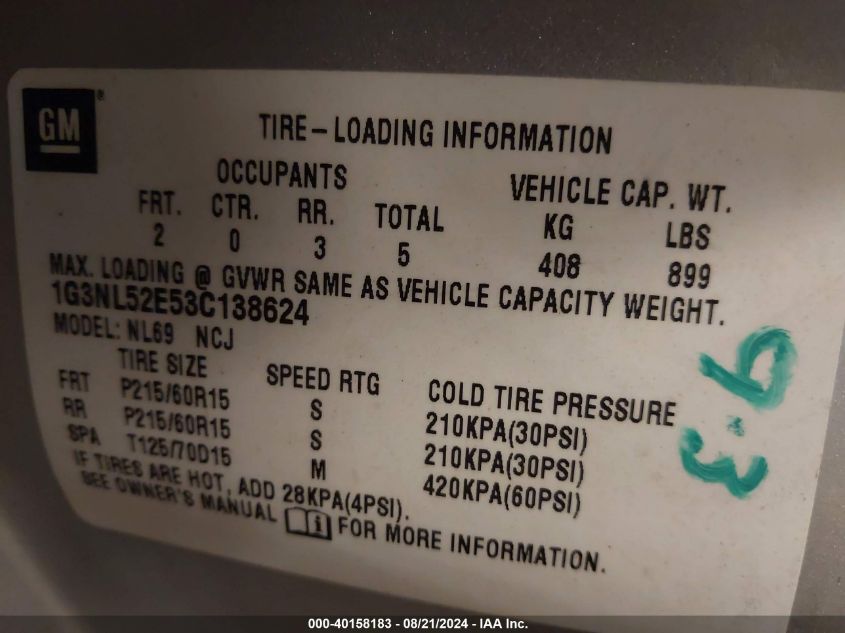 GM®
TIRE-LOADING INFORMATION
OCCUPANTS VEHICLE CAP. WT.
FRT. CTR. RR. TOTAL KG LBS
2 0 3 5 408 899
MAX. LOADING @ GVWR SAME AS VEHICLE CAPACITY WEIGHT.
1G3NL52E53C138624
MODEL: NL69 NCJ
TIRE SIZE SPEED RTG COLD TIRE PRESSURE
FRT P215/60R15 S 210KPA(30PSI)
RR P215/60R15 S 210KPA(30PSI)
SPA T125/70D15 M 420KPA(60PSI)
IF TIRES ARE HOT, ADD 28KPA(4PSI).
SEE OWNER'S MANUAL i FOR MORE INFORMATION.
000-40158183 - 08/21/2024 - IAA Inc.